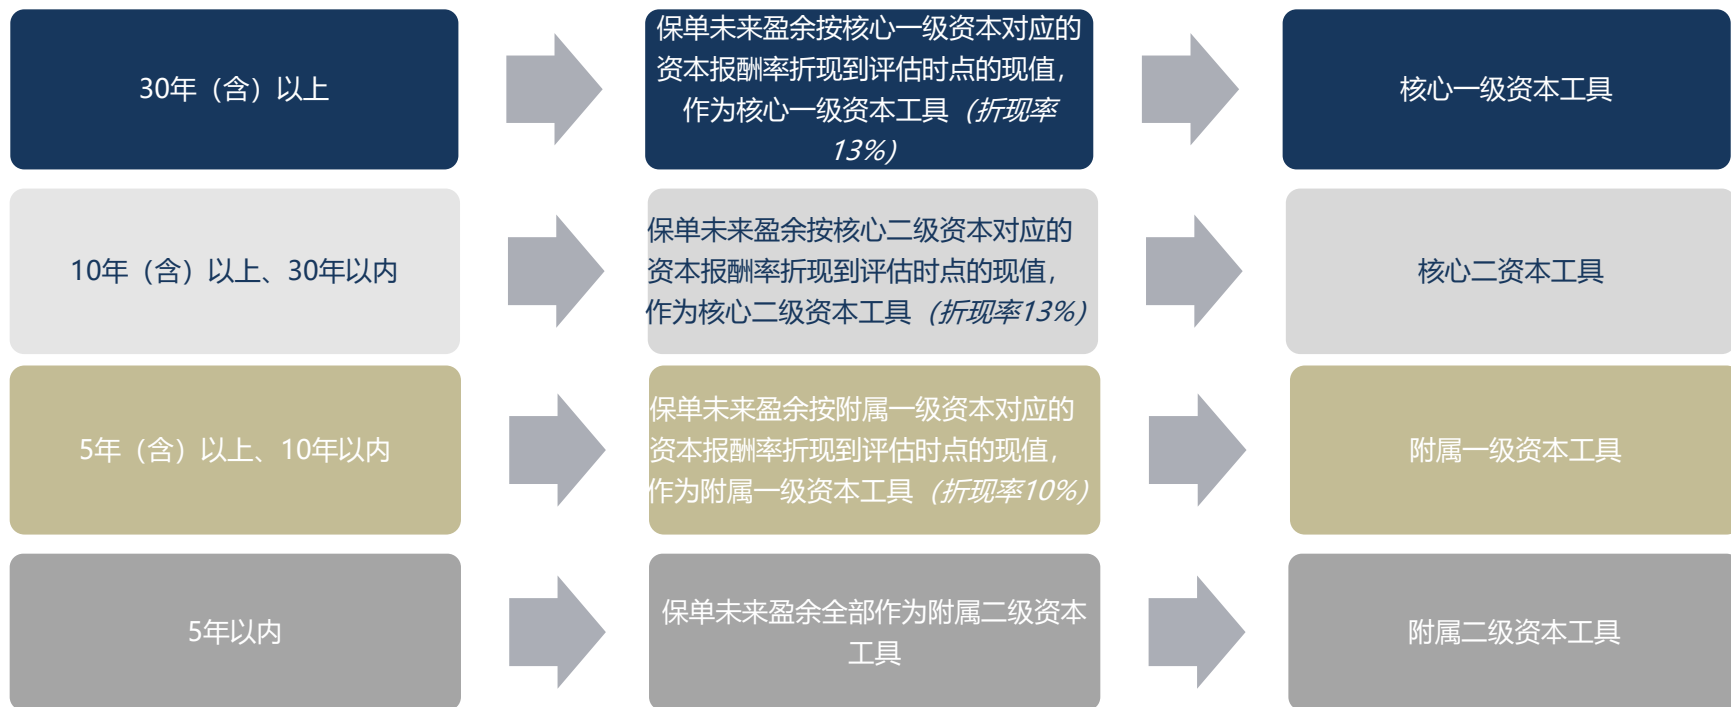 30年（含）以上
保单未来盈余按核心一级资本对应的
资本报酬率折现到评估时点的现值，
作为核心一级资本工具（折现率
13%）
核心一级资本工具
10年（含）以上、30年以内
保单未来盈余按核心二级资本对应的
资本报酬率折现到评估时点的现值，
作为核心二级资本工具（折现率13%）
核心二资本工具
5年（含）以上、10年以内
保单未来盈余按附属一级资本对应的
资本报酬率折现到评估时点的现值，
作为附属一级资本工具（折现率10%）
附属一级资本工具
5年以内
保单未来盈余全部作为附属二级资本
工具
附属二级资本工具